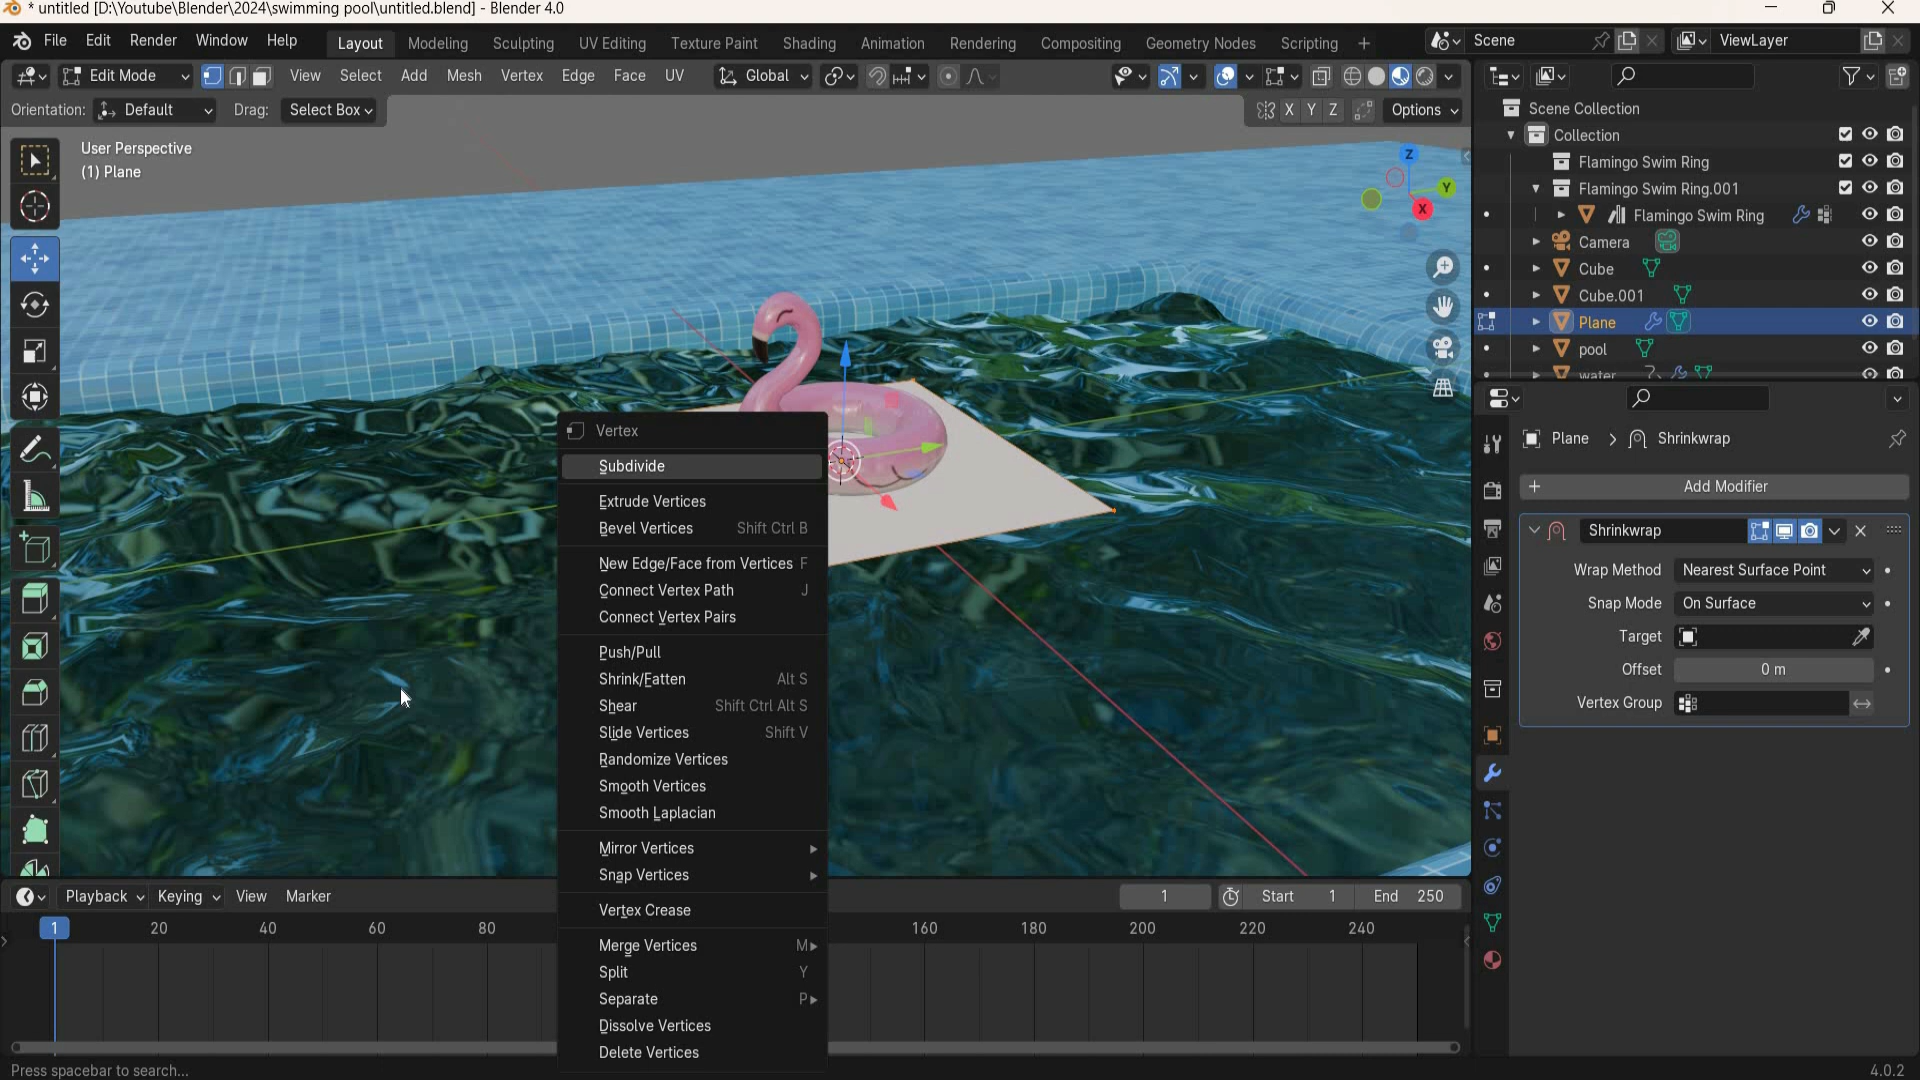 * untitled [D:\Youtube\Blender\2024\swimming pool\untitled.blend] - Blender 4.0
File Edit Render Window Help Layout Modeling Sculpting UV Editing Texture Paint Shading Animation Rendering Compositing Geometry Nodes Scripting + Scene ViewLayer
Edit Mode View Select Add Mesh Vertex Edge Face UV Global
Orientation: Default Drag: Select Box X Y Z Options
User Perspective
(1) Plane
Z
Y
X
Scene Collection
Collection
Flamingo Swim Ring
Flamingo Swim Ring.001
Flamingo Swim Ring
Camera
Cube
Cube.001
Plane
pool
water
Plane > Shrinkwrap
+ Add Modifier
Shrinkwrap
Wrap Method Nearest Surface Point
Snap Mode On Surface
Target
Offset 0 m
Vertex Group
Vertex
Subdivide
Extrude Vertices
Bevel Vertices Shift Ctrl B
New Edge/Face from Vertices F
Connect Vertex Path J
Connect Vertex Pairs
Push/Pull
Shrink/Fatten Alt S
Shear Shift Ctrl Alt S
Slide Vertices Shift V
Randomize Vertices
Smooth Vertices
Smooth Laplacian
Mirror Vertices
Snap Vertices
Vertex Crease
Merge Vertices M
Split Y
Separate P
Dissolve Vertices
Delete Vertices
Playback Keying View Marker 1 Start 1 End 250
1 20 40 60 80 160 180 200 220 240
Press spacebar to search...
4.0.2